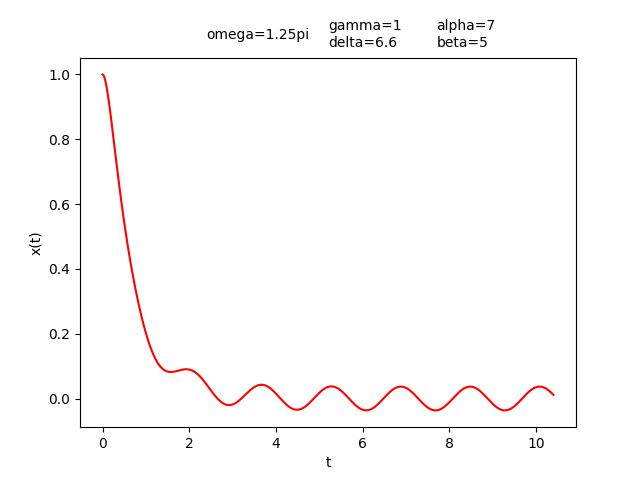 omega=1.25pi
gamma=1
delta=6.6
alpha=7
beta=5
1.0
0.8
0.6
0.4
0.2
0.0
x(t)
0 2 4 6 8 10
t